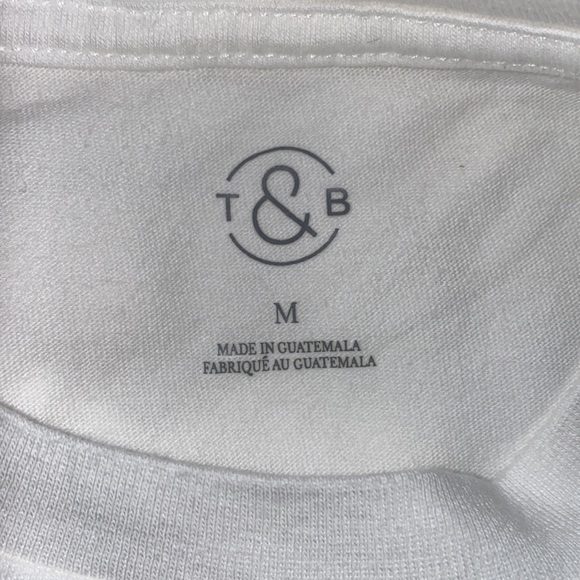 T & B
M
MADE IN GUATEMALA
FABRIQUÉ AU GUATEMALA